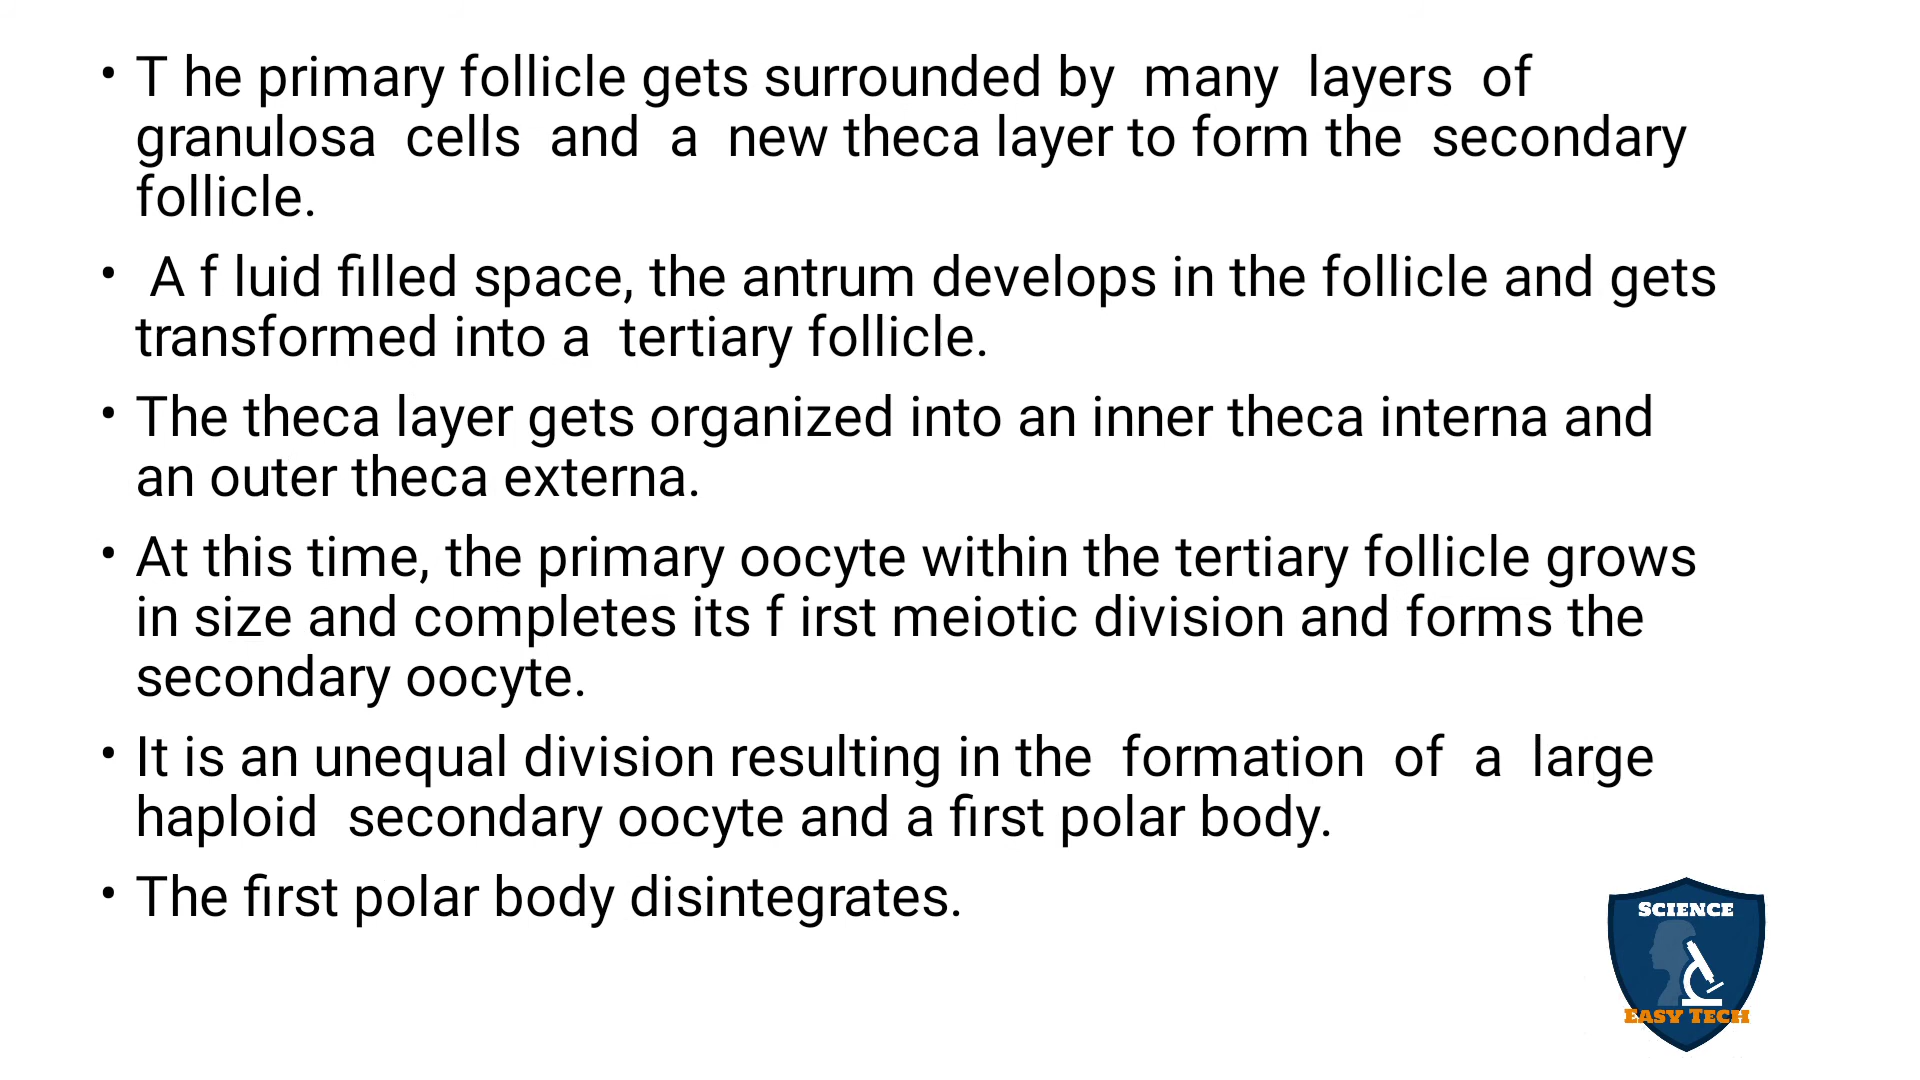 • T he primary follicle gets surrounded by  many  layers  of
granulosa  cells  and  a  new theca layer to form the  secondary
follicle.
•  A f luid filled space, the antrum develops in the follicle and gets
transformed into a  tertiary follicle.
• The theca layer gets organized into an inner theca interna and
an outer theca externa.
• At this time, the primary oocyte within the tertiary follicle grows
in size and completes its f irst meiotic division and forms the
secondary oocyte.
• It is an unequal division resulting in the  formation  of  a  large
haploid  secondary oocyte and a first polar body.
• The first polar body disintegrates.
SCIENCE
EASY TECH